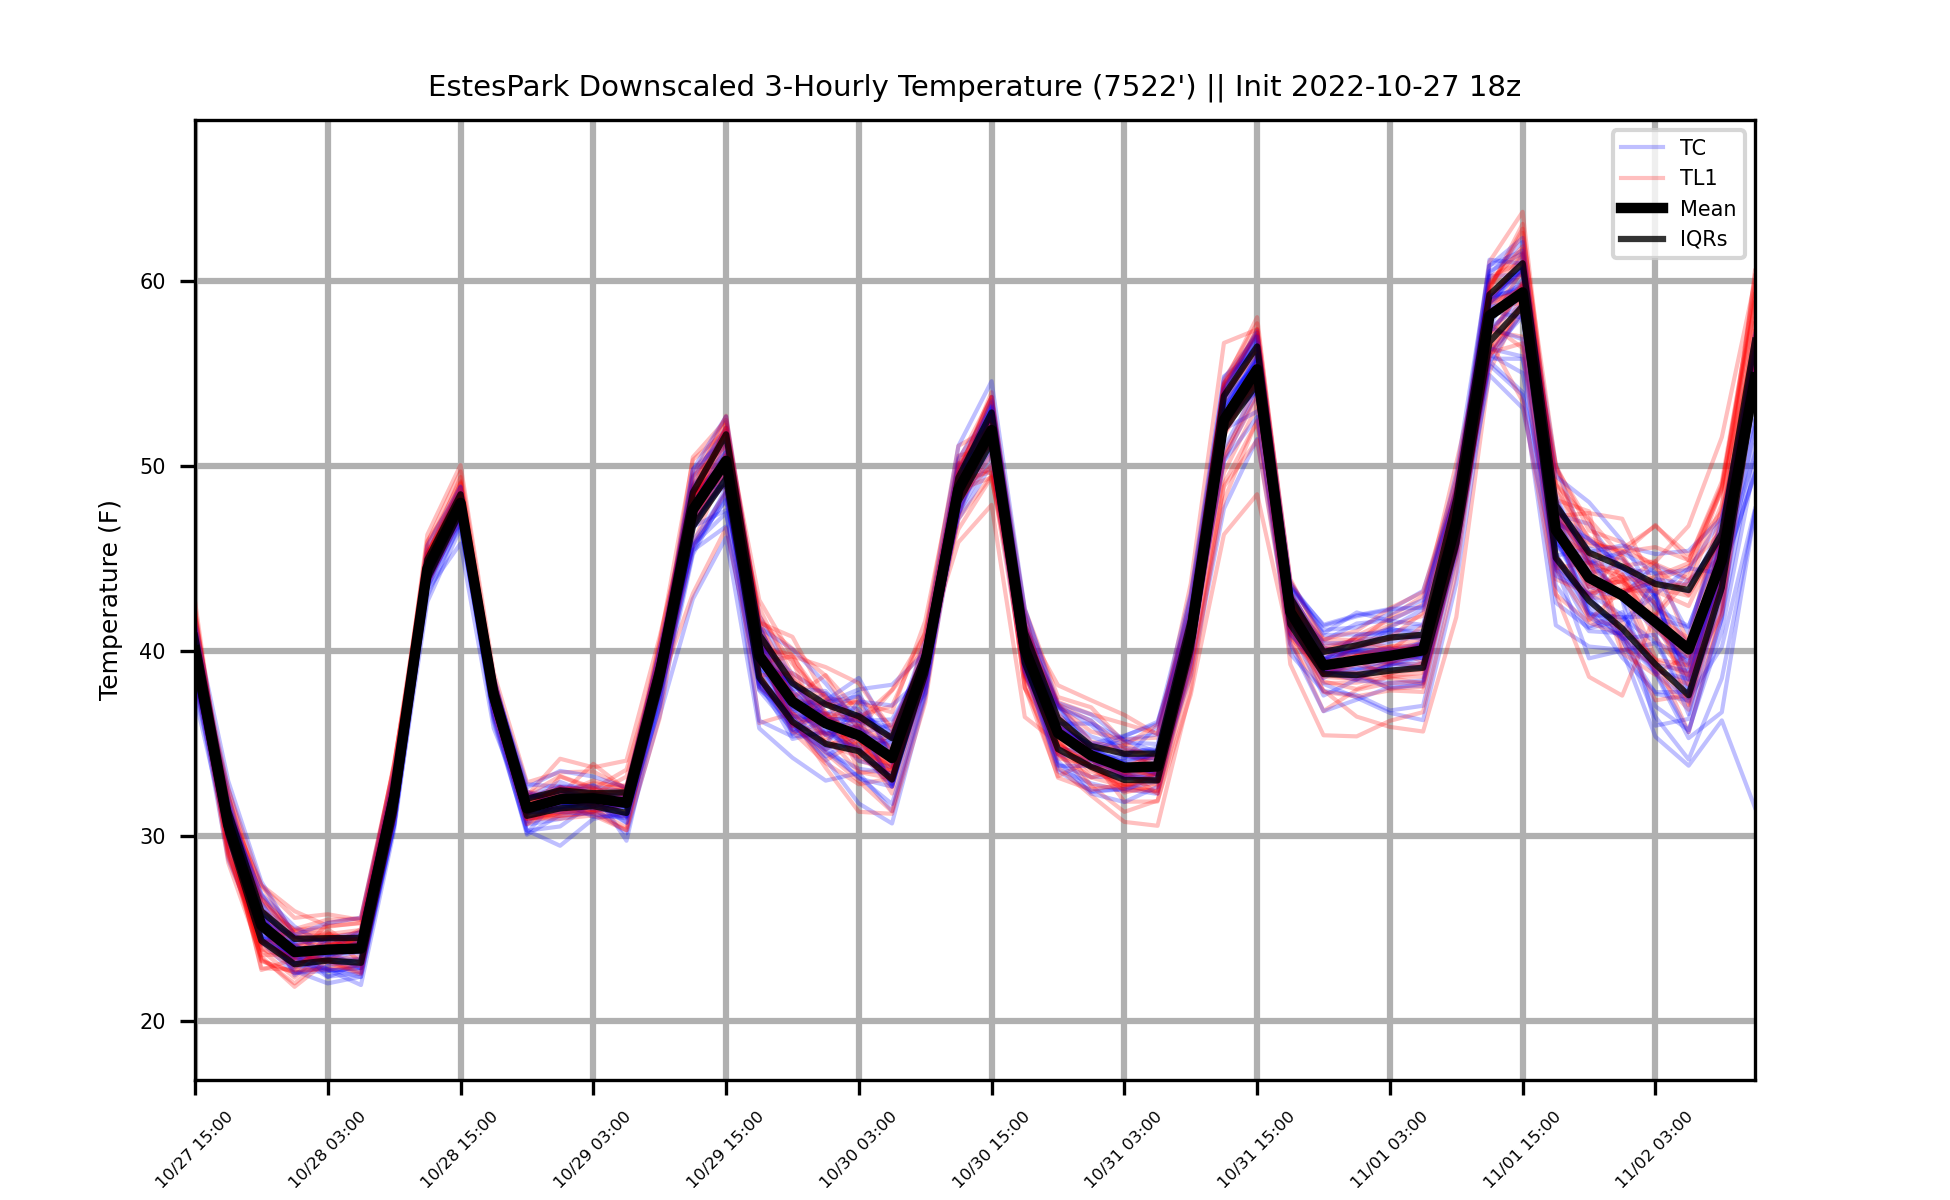 EstesPark Downscaled 3-Hourly Temperature (7522') || Init 2022-10-27 18z
TC
TL1
Mean
IQRs
Temperature (F)
60
50
40
30
20
10/27 15:00
10/28 03:00
10/28 15:00
10/29 03:00
10/29 15:00
10/30 03:00
10/30 15:00
10/31 03:00
10/31 15:00
11/01 03:00
11/01 15:00
11/02 03:00